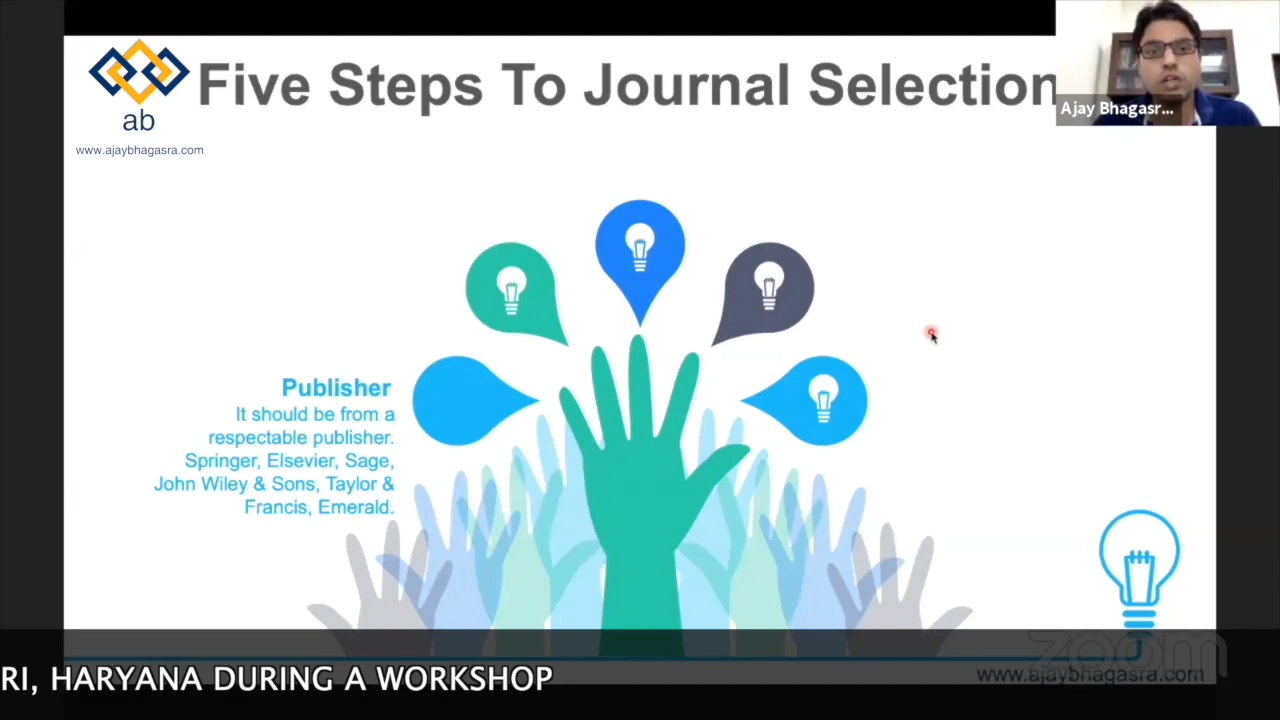 Five Steps To Journal Selection
ab
www.ajaybhagasra.com
Ajay Bhagasr...
Publisher
It should be from a
respectable publisher.
Springer, Elsevier, Sage,
John Wiley & Sons, Taylor &
Francis, Emerald.
zoom
www.ajaybhagasra.com
RI, HARYANA DURING A WORKSHOP